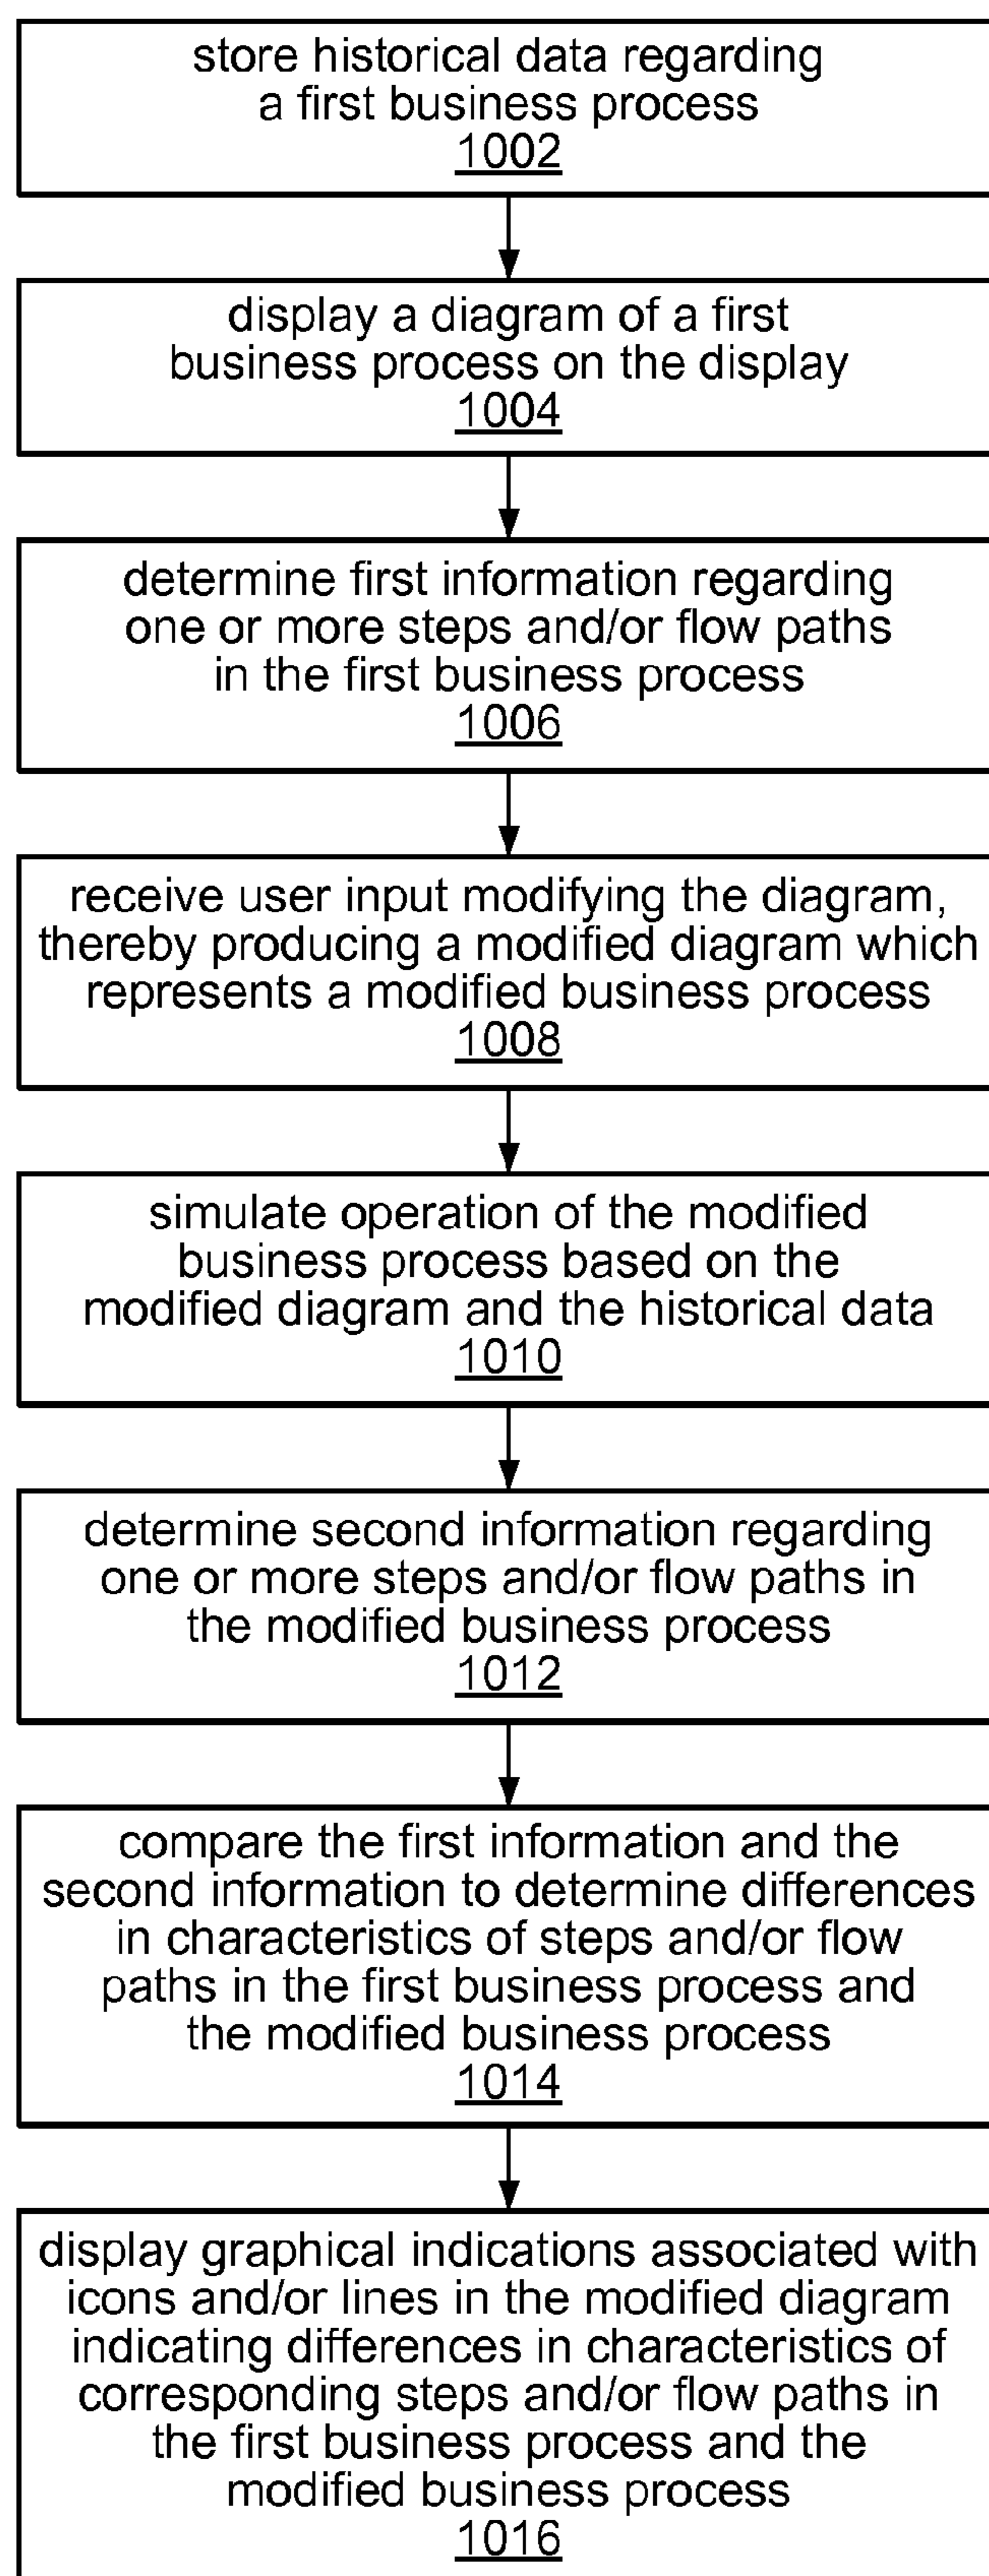 store historical data regarding
a first business process
1002
display a diagram of a first
business process on the display
1004
determine first information regarding
one or more steps and/or flow paths
in the first business process
1006
receive user input modifying the diagram,
thereby producing a modified diagram which
represents a modified business process
1008
simulate operation of the modified
business process based on the
modified diagram and the historical data
1010
determine second information regarding
one or more steps and/or flow paths in
the modified business process
1012
compare the first information and the
second information to determine differences
in characteristics of steps and/or flow
paths in the first business process and
the modified business process
1014
display graphical indications associated with
icons and/or lines in the modified diagram
indicating differences in characteristics of
corresponding steps and/or flow paths in
the first business process and the
modified business process
1016